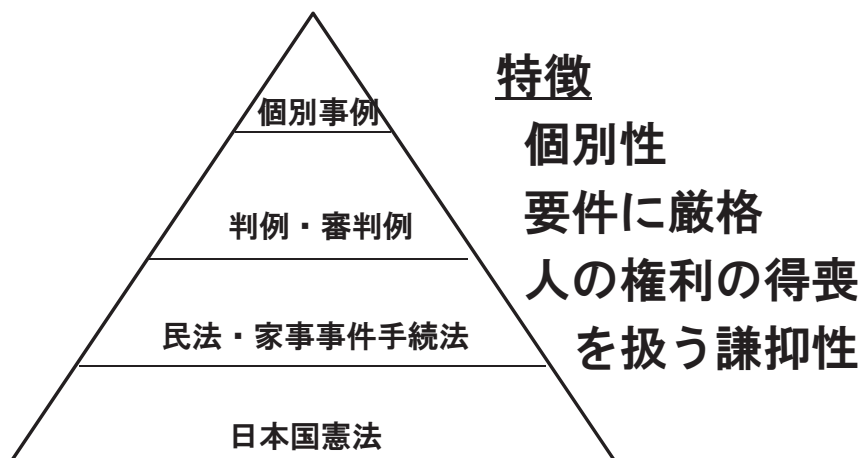 個別事例
判例・審判例
民法・家事事件手続法
日本国憲法
特徴
個別性
要件に厳格
人の権利の得喪
を扱う謙抑性